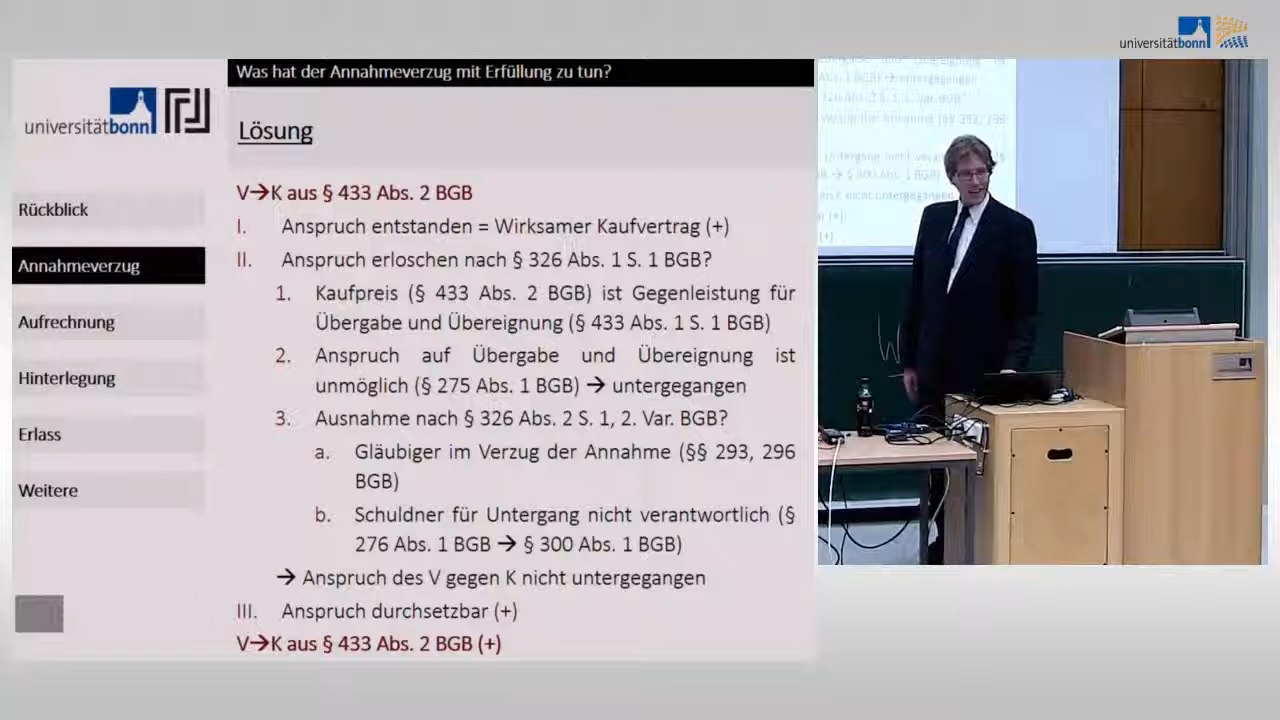 universitätbonn
Was hat der Annahmeverzug mit Erfüllung zu tun?
universitätbonn
Lösung
Rückblick
Annahmeverzug
Aufrechnung
Hinterlegung
Erlass
Weitere
V→K aus § 433 Abs. 2 BGB
I. Anspruch entstanden = Wirksamer Kaufvertrag (+)
II. Anspruch erloschen nach § 326 Abs. 1 S. 1 BGB?
1. Kaufpreis (§ 433 Abs. 2 BGB) ist Gegenleistung für
Übergabe und Übereignung (§ 433 Abs. 1 S. 1 BGB)
2. Anspruch auf Übergabe und Übereignung ist
unmöglich (§ 275 Abs. 1 BGB) → untergegangen
3. Ausnahme nach § 326 Abs. 2 S. 1, 2. Var. BGB?
a. Gläubiger im Verzug der Annahme (§§ 293, 296
BGB)
b. Schuldner für Untergang nicht verantwortlich (§
276 Abs. 1 BGB → § 300 Abs. 1 BGB)
→ Anspruch des V gegen K nicht untergegangen
III. Anspruch durchsetzbar (+)
V→K aus § 433 Abs. 2 BGB (+)